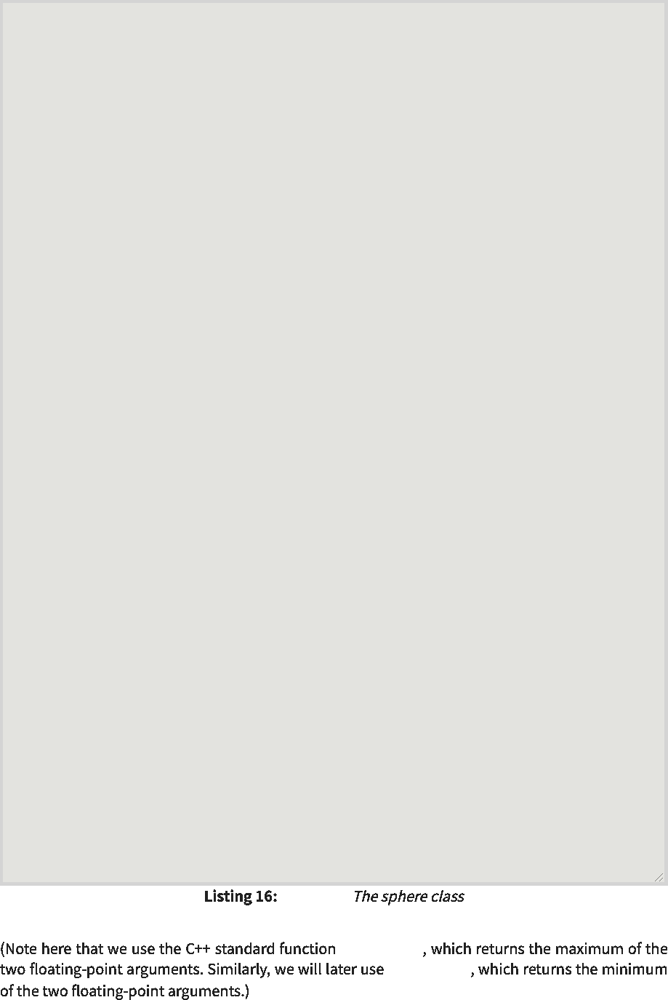 Listing 16: The sphere class
(Note here that we use the C++ standard function , which returns the maximum of the
two floating-point arguments. Similarly, we will later use , which returns the minimum
of the two floating-point arguments.)